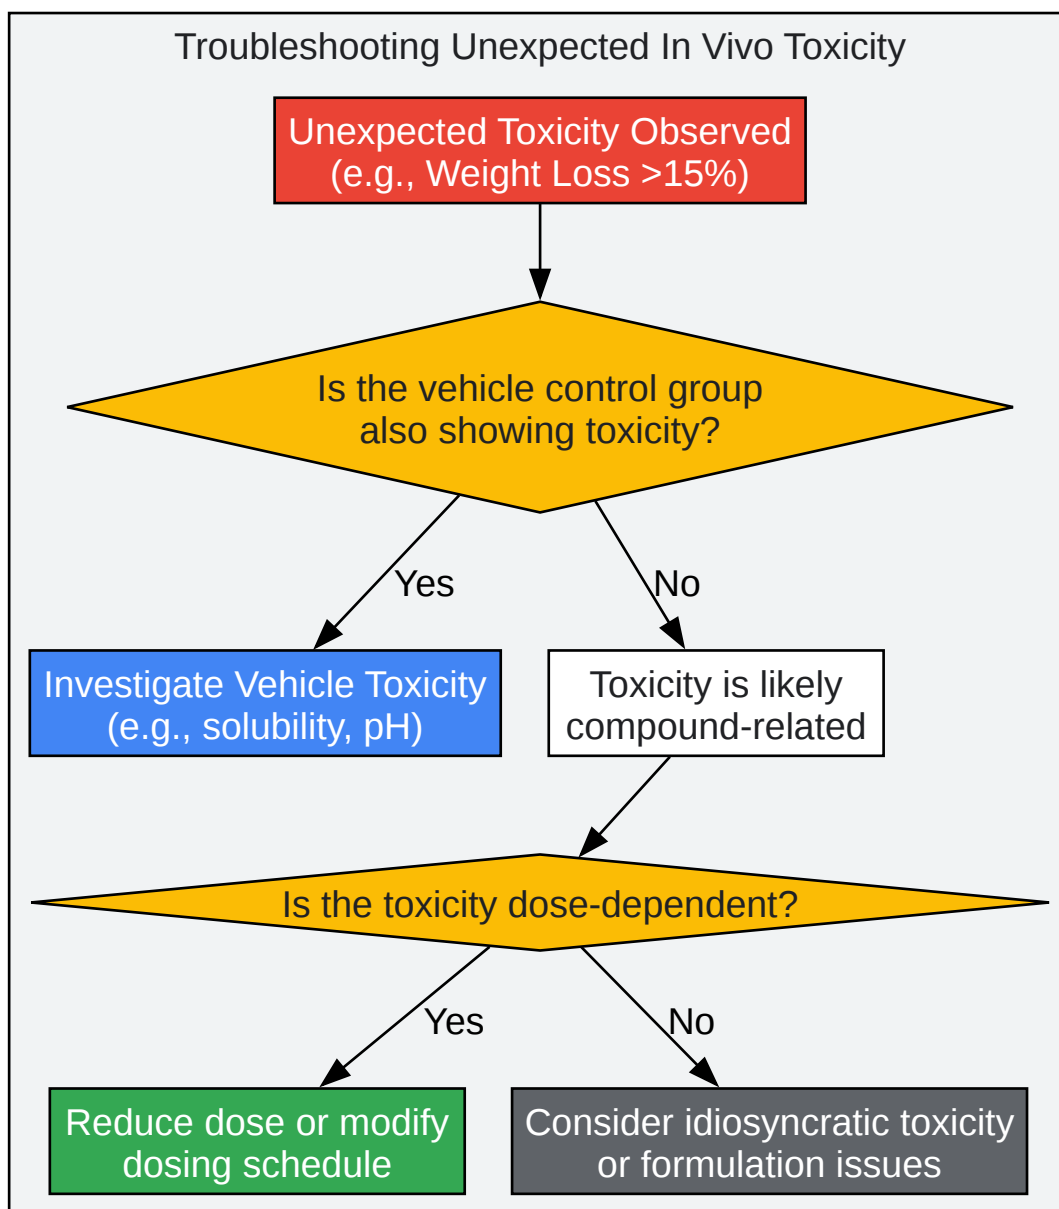 Troubleshooting Unexpected In Vivo Toxicity
Unexpected Toxicity Observed
(e.g., Weight Loss >15%)
Is the vehicle control group
also showing toxicity?
Yes
No
Investigate Vehicle Toxicity
(e.g., solubility, pH)
Toxicity is likely
compound-related
Is the toxicity dose-dependent?
Yes
No
Reduce dose or modify
dosing schedule
Consider idiosyncratic toxicity
or formulation issues